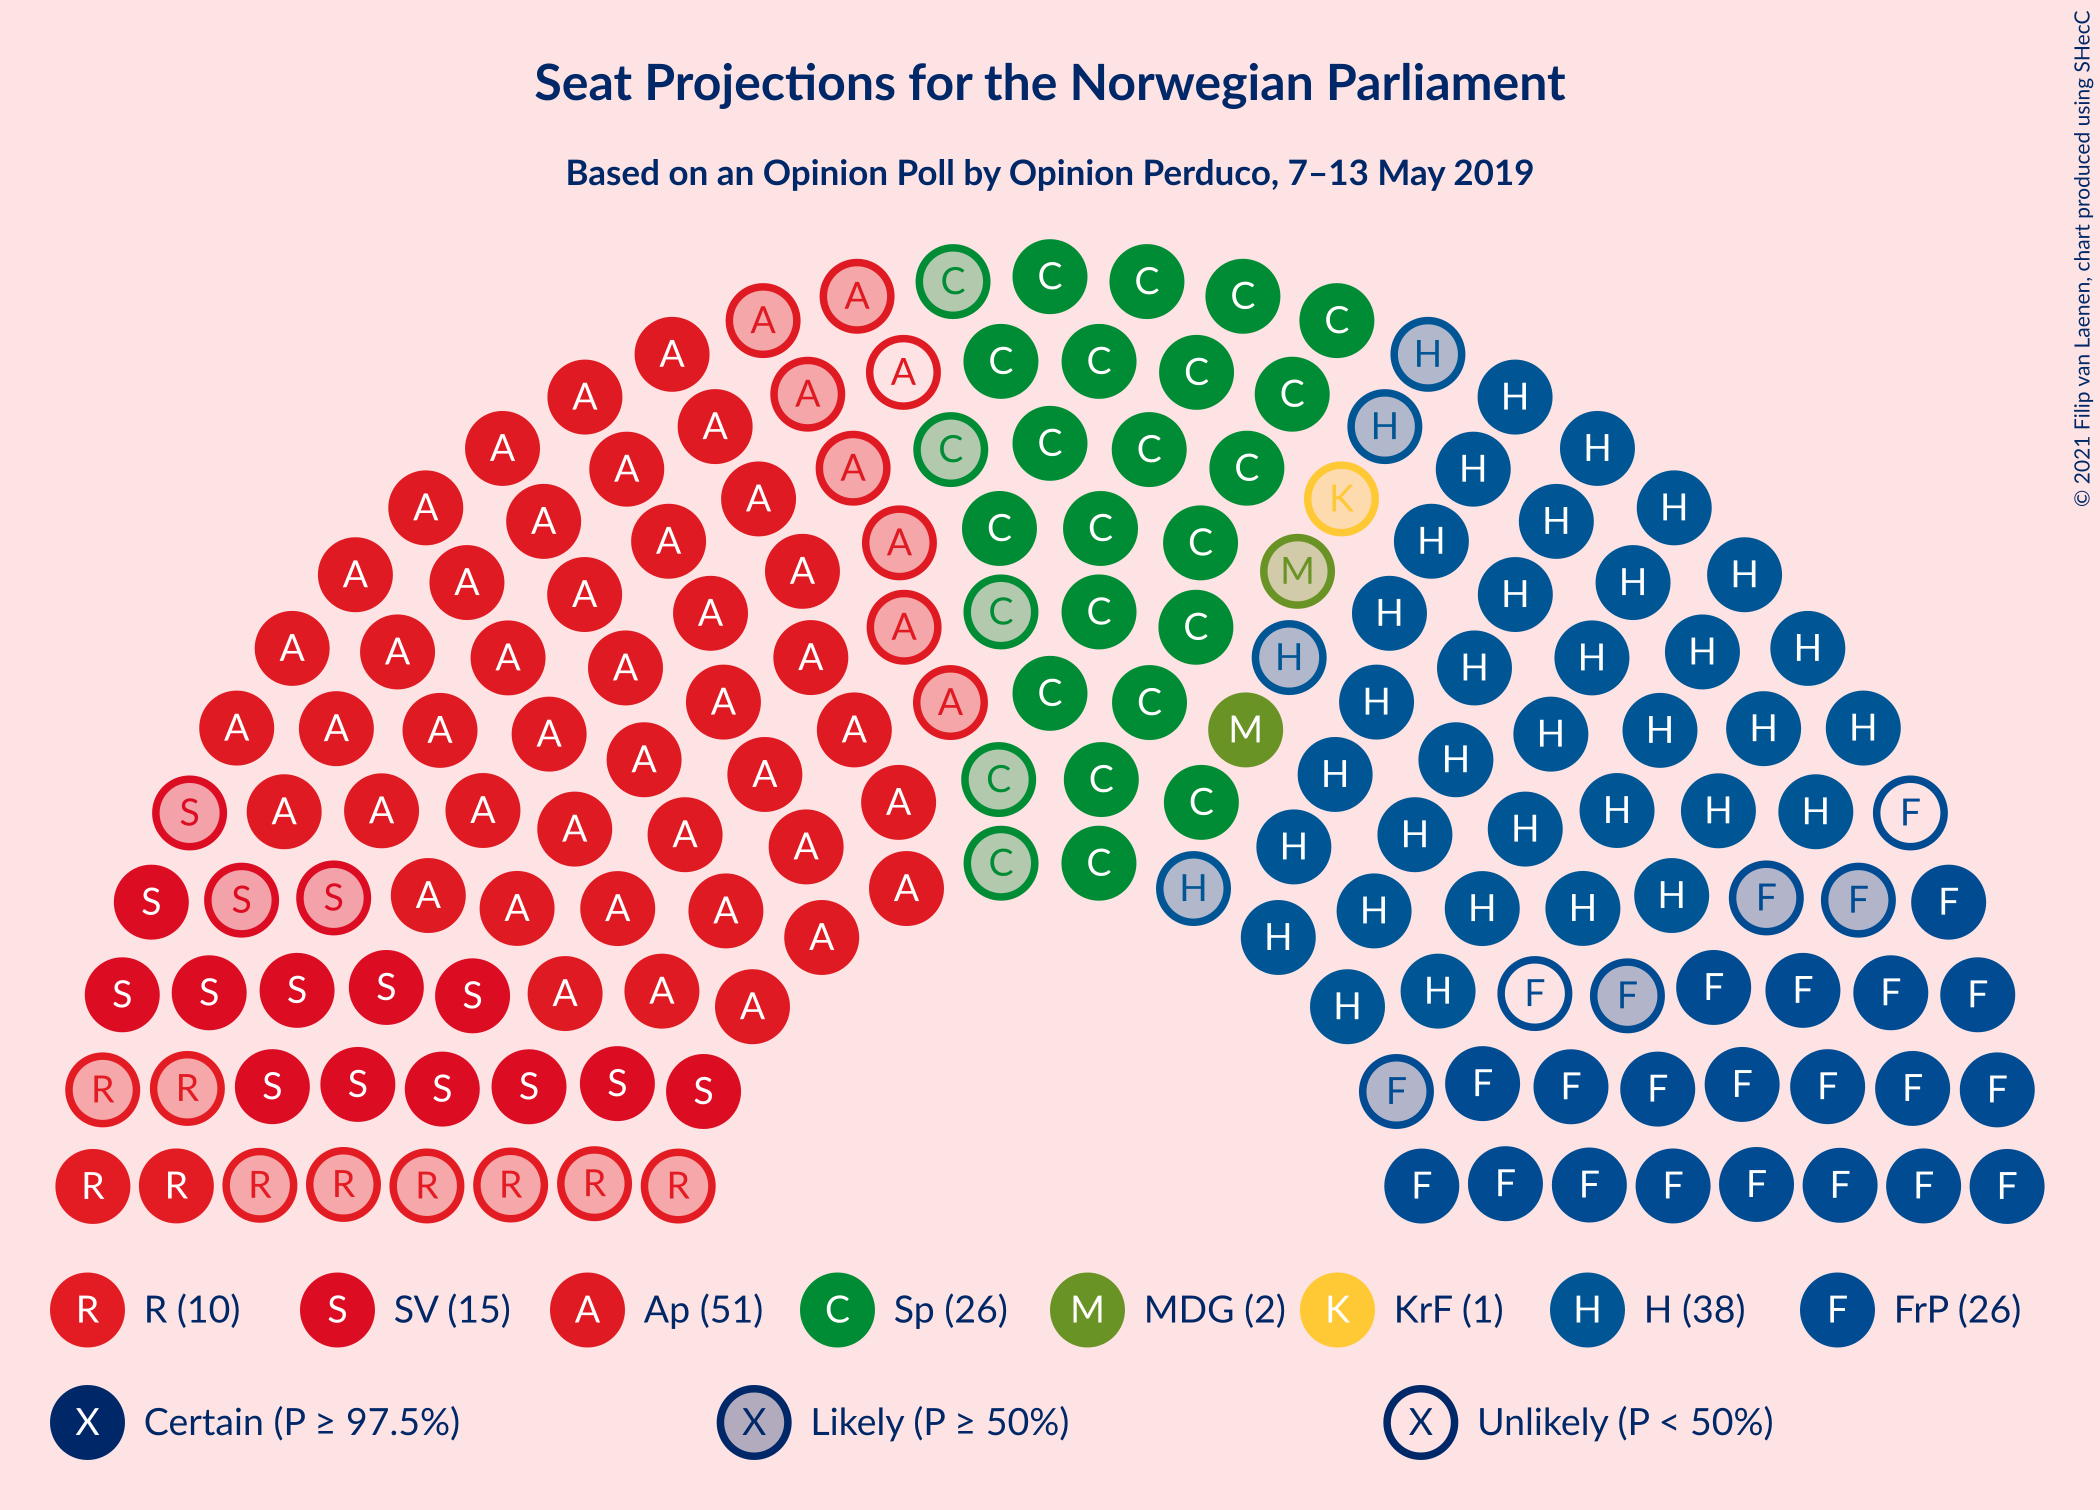 Seat Projections for the Norwegian Parliament
Based on an Opinion Poll by Opinion Perduco, 7–13 May 2019
© 2021 Filip van Laenen, chart produced using SHecC
C C C C C
A A H
A A C C C C H H
A A A C C C C K H H H
A A A A C C C M H H H
A A A A A C C C H H H H H
A A A A A A C C M H H H H H H
A A A A A A A C C C H H H H H H H
S A A A A A A A C C H H H H H H H F
S S S A A A A A H H H H H H F F F
S S S S S A A A H H F F F F F F
R R S S S S S S F F F F F F F F
R R R R R R R R F F F F F F F F
R R (10) S SV (15) A Ap (51) C Sp (26) M MDG (2) K KrF (1) H H (38) F FrP (26)
X Certain (P ≥ 97.5%) X Likely (P ≥ 50%) X Unlikely (P < 50%)